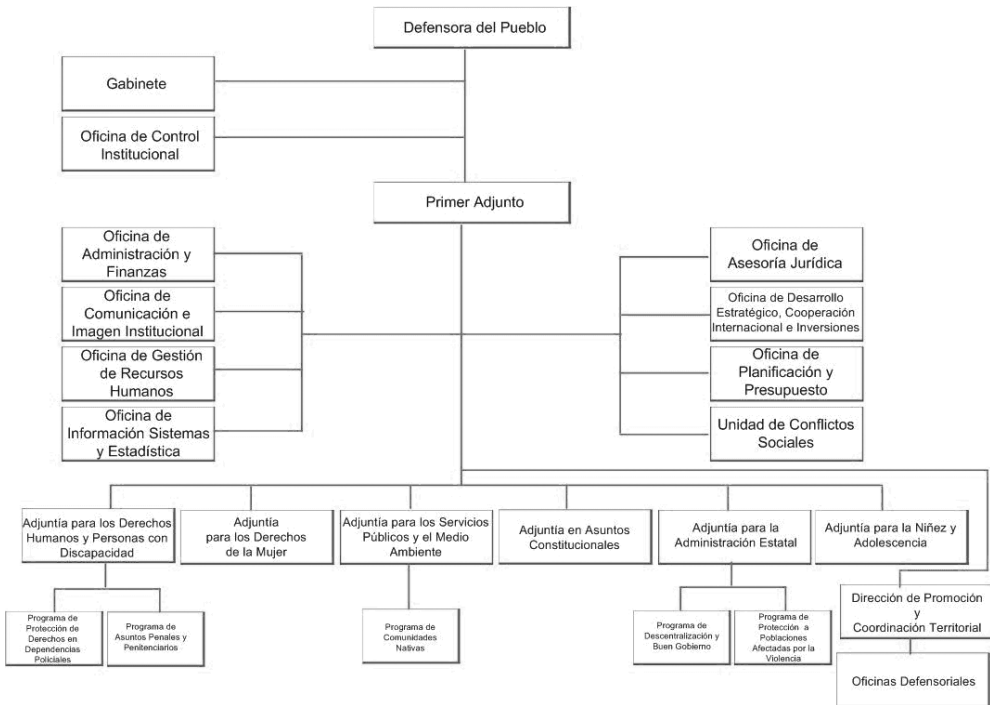 Defensora del Pueblo
Gabinete
Oficina de Control
Institucional
Primer Adjunto
Oficina de
Administración y
Finanzas
Oficina de
Comunicación e
Imagen Institucional
Oficina de Gestión
de Recursos
Humanos
Oficina de
Información Sistemas
y Estadística
Oficina de
Asesoría Jurídica
Oficina de Desarrollo
Estratégico, Cooperación
Internacional e Inversiones
Oficina de
Planificación y
Presupuesto
Unidad de Conflictos
Sociales
Adjuntía para los Derechos
Humanos y Personas con
Discapacidad
Adjuntía
para los Derechos
de la Mujer
Adjuntía para los Servicios
Públicos y el Medio
Ambiente
Adjuntía en Asuntos
Constitucionales
Adjuntía para la
Administración Estatal
Adjuntía para la Niñez y
Adolescencia
Programa de
Protección de
Derechos en
Dependencias
Policiales
Programa de
Asuntos Penales y
Penitenciarios
Programa de
Comunidades
Nativas
Programa de
Descentralización y
Buen Gobierno
Programa de
Protección a
Poblaciones
Afectadas por la
Violencia
Dirección de Promoción
y
Coordinación Territorial
Oficinas Defensoriales